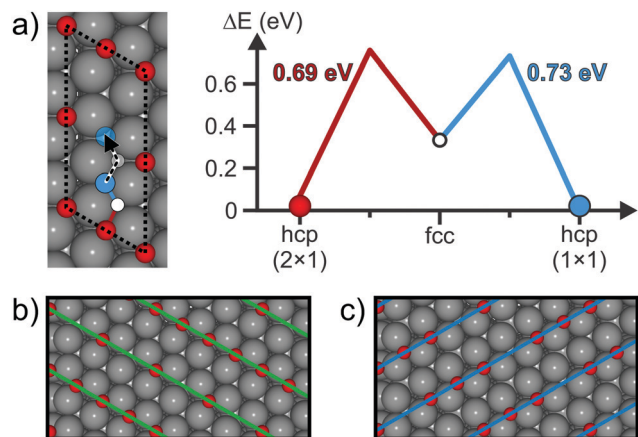 a)
ΔE (eV)
0.69 eV
0.73 eV
0.6
0.4
0.2
0
hcp
(2×1)
fcc
hcp
(1×1)
b)
c)